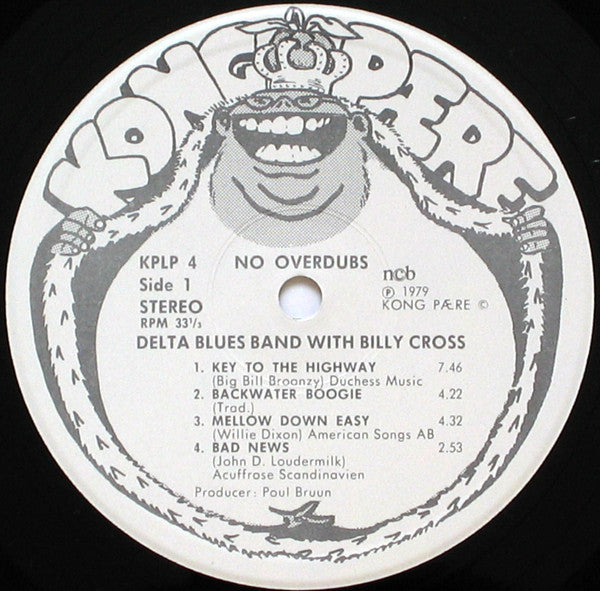 KONG PÆRE
KPLP 4 NO OVERDUBS ncb
Side 1 ℗ 1979
STEREO KONG PÆRE ©
RPM 33⅓
DELTA BLUES BAND WITH BILLY CROSS
1. KEY TO THE HIGHWAY 7.46
(Big Bill Broonzy) Duchess Music
2. BACKWATER BOOGIE 4.22
(Trad.)
3. MELLOW DOWN EASY 4.32
(Willie Dixon) American Songs AB
4. BAD NEWS 2.53
(John D. Loudermilk)
Acuffrose Scandinavien
Producer: Poul Bruun